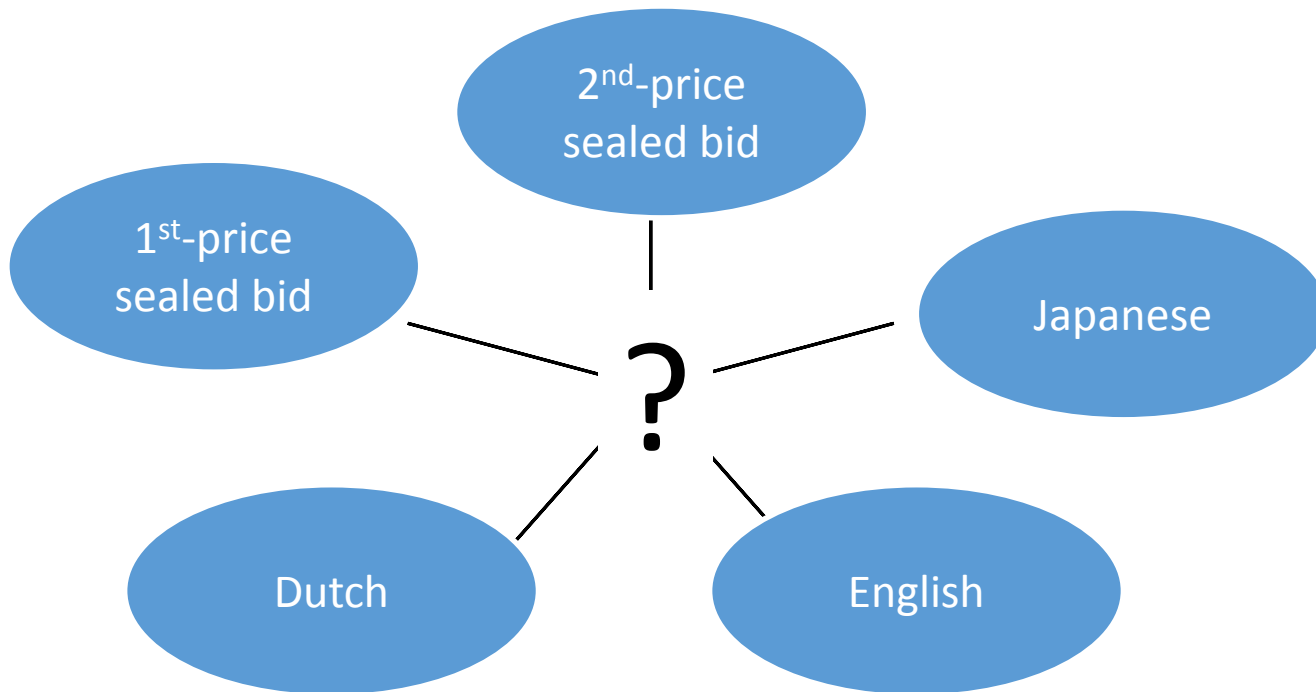 2nd-price
sealed bid
1st-price
sealed bid
Japanese
?
Dutch
English